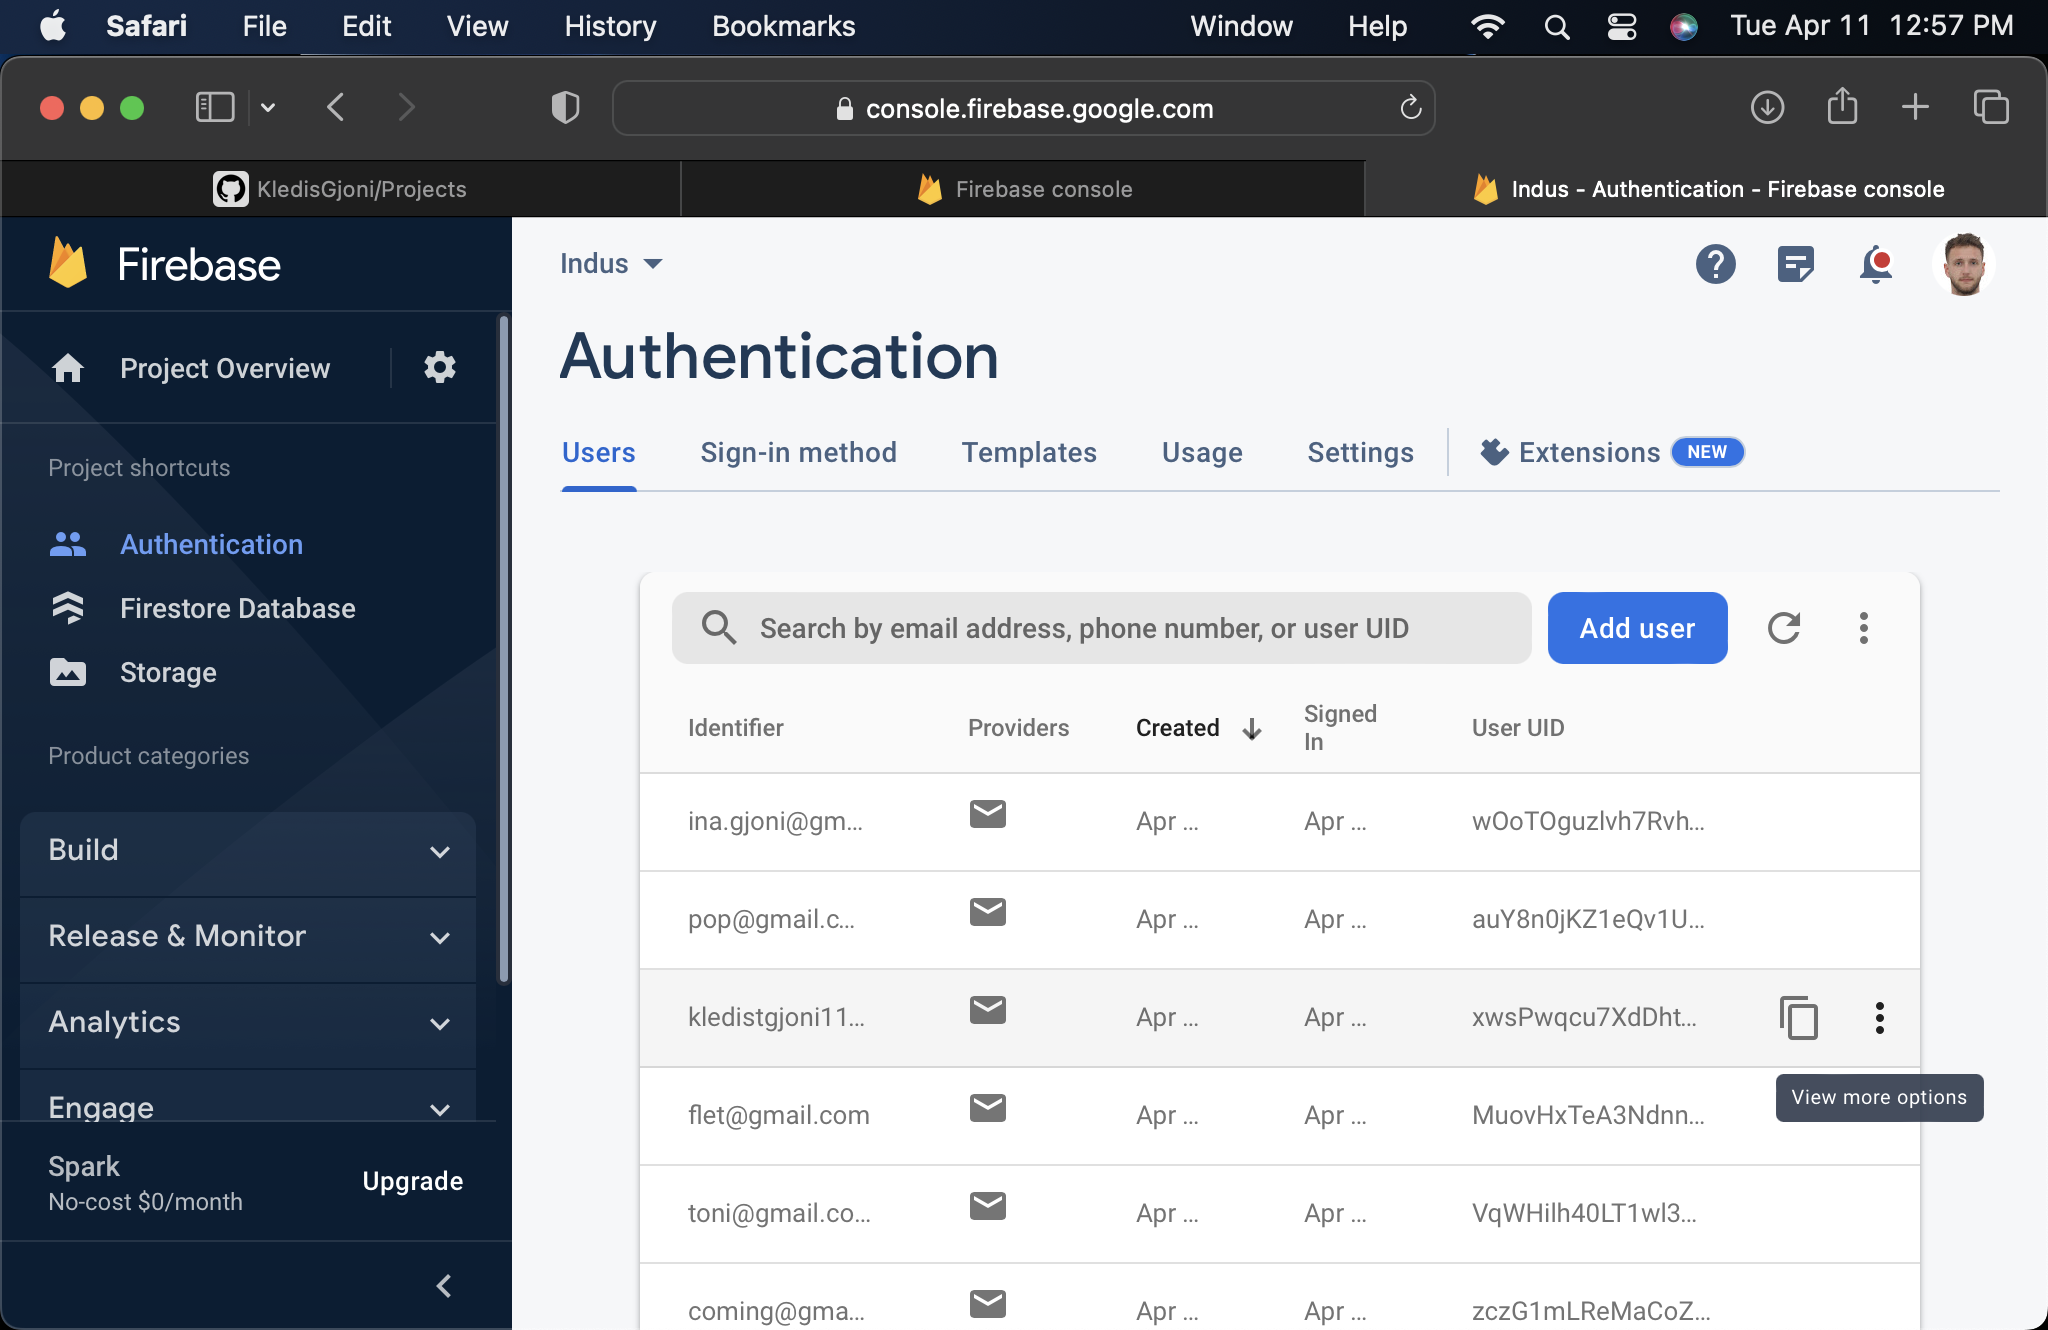 Safari File Edit View History Bookmarks Window Help Tue Apr 11 12:57 PM
console.firebase.google.com
KledisGjoni/Projects
Firebase console
Indus - Authentication - Firebase console
Firebase
Project Overview
Project shortcuts
Authentication
Firestore Database
Storage
Product categories
Build
Release & Monitor
Analytics
Engage
Spark
No-cost $0/month
Upgrade
Indus
Authentication
Users Sign-in method Templates Usage Settings Extensions NEW
Search by email address, phone number, or user UID
Add user
Identifier Providers Created Signed In User UID
ina.gjoni@gm... Apr ... Apr ... wOoTOguzlvh7Rvh...
pop@gmail.c... Apr ... Apr ... auY8n0jKZ1eQv1U...
kledistgjoni11... Apr ... Apr ... xwsPwqcu7XdDht...
View more options
flet@gmail.com Apr ... Apr ... MuovHxTeA3Ndnn...
toni@gmail.co... Apr ... Apr ... VqWHilh40LT1wl3...
coming@gma... Apr ... Apr ... zczG1mLReMaCoZ...